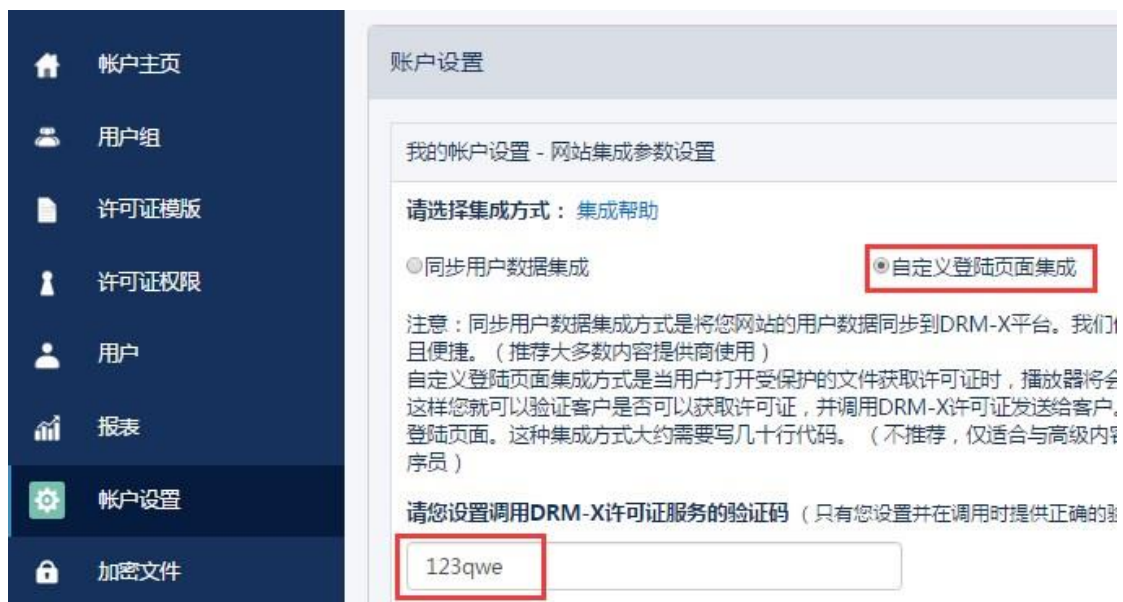 帐户主页
用户组
许可证模版
许可证权限
用户
报表
帐户设置
加密文件
账户设置
我的帐户设置 - 网站集成参数设置
请选择集成方式： 集成帮助
同步用户数据集成
自定义登陆页面集成
注意：同步用户数据集成方式是将您网站的用户数据同步到DRM-X平台。我们
且便捷。（推荐大多数内容提供商使用）
自定义登陆页面集成方式是当用户打开受保护的文件获取许可证时，播放器将会
这样您就可以验证客户是否可以获取许可证，并调用DRM-X许可证发送给客户。
登陆页面。这种集成方式大约需要写几十行代码。（不推荐，仅适合与高级内容
序员）
请您设置调用DRM-X许可证服务的验证码（只有您设置并在调用时提供正确的验
123qwe